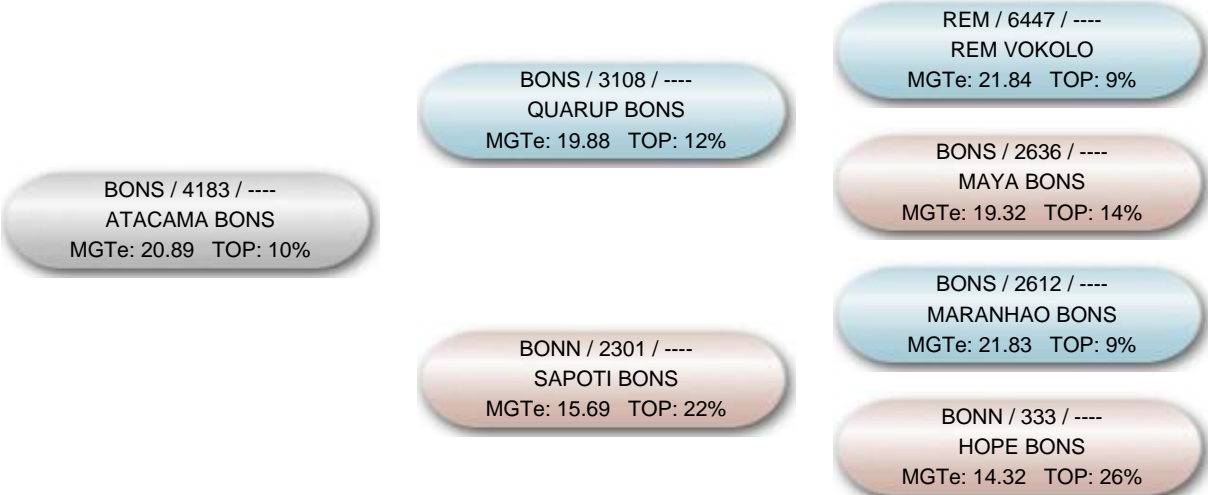 BONS / 4183 / ----
ATACAMA BONS
MGTe: 20.89 TOP: 10%
BONS / 3108 / ----
QUARUP BONS
MGTe: 19.88 TOP: 12%
BONN / 2301 / ----
SAPOTI BONS
MGTe: 15.69 TOP: 22%
REM / 6447 / ----
REM VOKOLO
MGTe: 21.84 TOP: 9%
BONS / 2636 / ----
MAYA BONS
MGTe: 19.32 TOP: 14%
BONS / 2612 / ----
MARANHAO BONS
MGTe: 21.83 TOP: 9%
BONN / 333 / ----
HOPE BONS
MGTe: 14.32 TOP: 26%